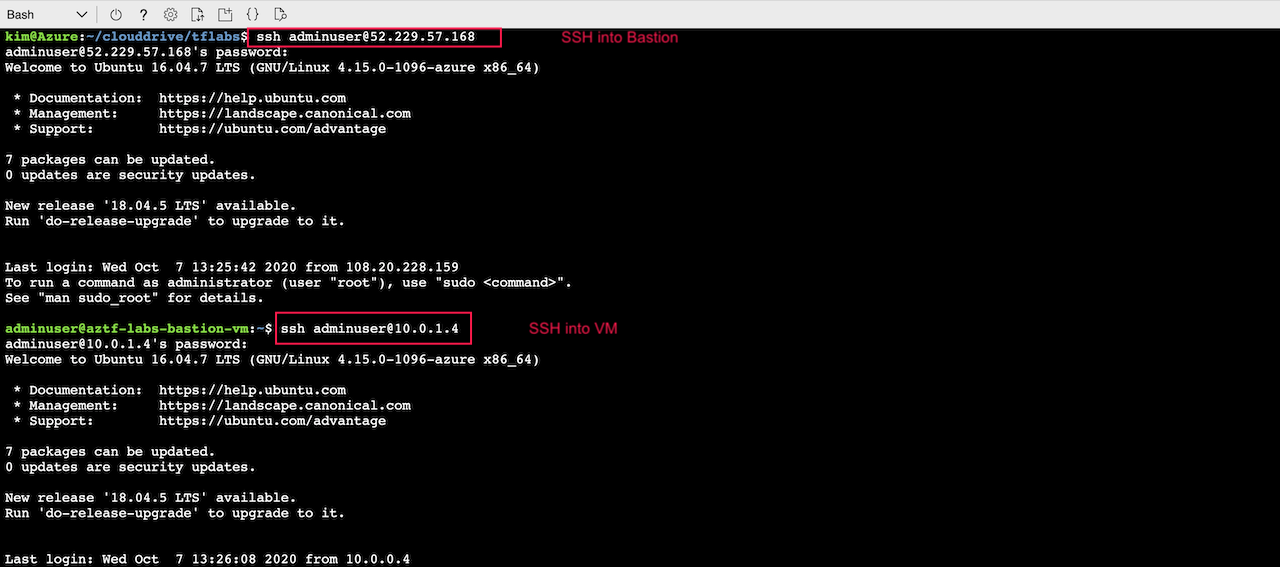 Bash
kim@Azure:~/clouddrive/tflabs$ ssh adminuser@52.229.57.168 SSH into Bastion
adminuser@52.229.57.168's password:
Welcome to Ubuntu 16.04.7 LTS (GNU/Linux 4.15.0-1096-azure x86_64)
* Documentation: https://help.ubuntu.com
* Management: https://landscape.canonical.com
* Support: https://ubuntu.com/advantage
7 packages can be updated.
0 updates are security updates.
New release '18.04.5 LTS' available.
Run 'do-release-upgrade' to upgrade to it.
Last login: Wed Oct  7 13:25:42 2020 from 108.20.228.159
To run a command as administrator (user "root"), use "sudo <command>".
See "man sudo_root" for details.
adminuser@aztf-labs-bastion-vm:~$ ssh adminuser@10.0.1.4 SSH into VM
adminuser@10.0.1.4's password:
Welcome to Ubuntu 16.04.7 LTS (GNU/Linux 4.15.0-1096-azure x86_64)
* Documentation: https://help.ubuntu.com
* Management: https://landscape.canonical.com
* Support: https://ubuntu.com/advantage
7 packages can be updated.
0 updates are security updates.
New release '18.04.5 LTS' available.
Run 'do-release-upgrade' to upgrade to it.
Last login: Wed Oct  7 13:26:08 2020 from 10.0.0.4